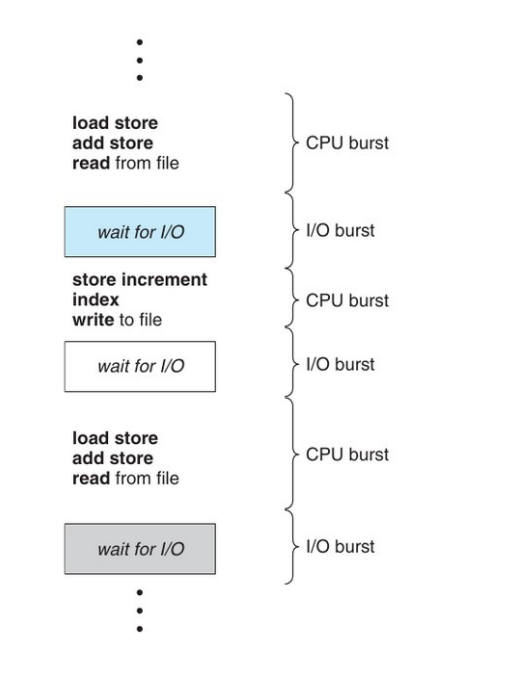 load store
add store
read from file
CPU burst
wait for I/O
I/O burst
store increment
index
write to file
CPU burst
wait for I/O
I/O burst
load store
add store
read from file
CPU burst
wait for I/O
I/O burst